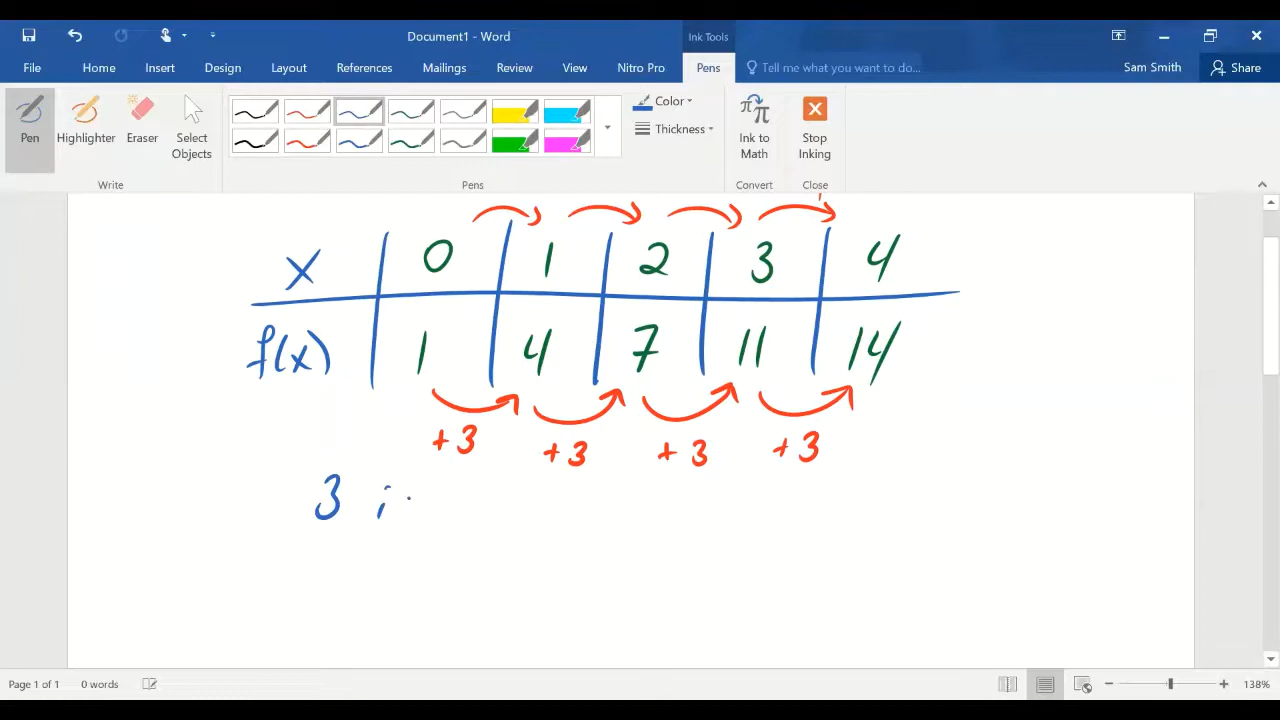 Document1 - Word
Ink Tools
File Home Insert Design Layout References Mailings Review View Nitro Pro Pens Tell me what you want to do... Sam Smith Share
Pen Highlighter Eraser Select Objects Color Thickness Ink to Math Stop Inking
Write Pens Convert Close
x 0 1 2 3 4
f(x) 1 4 7 11 14
+3 +3 +3 +3
3 i
Page 1 of 1 0 words 138%